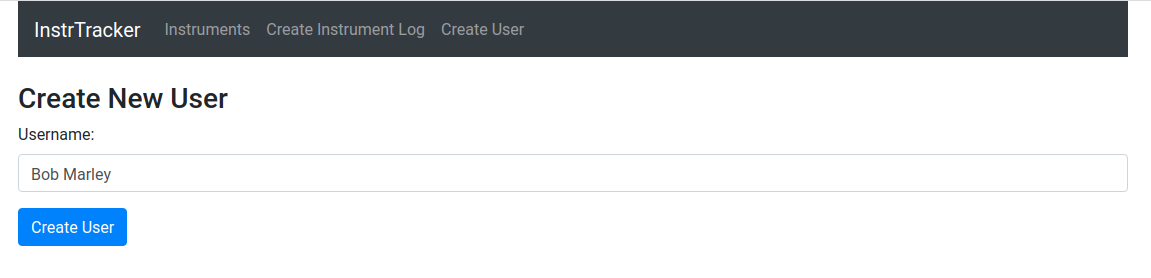 InstrTracker Instruments Create Instrument Log Create User
Create New User
Username:
Bob Marley
Create User